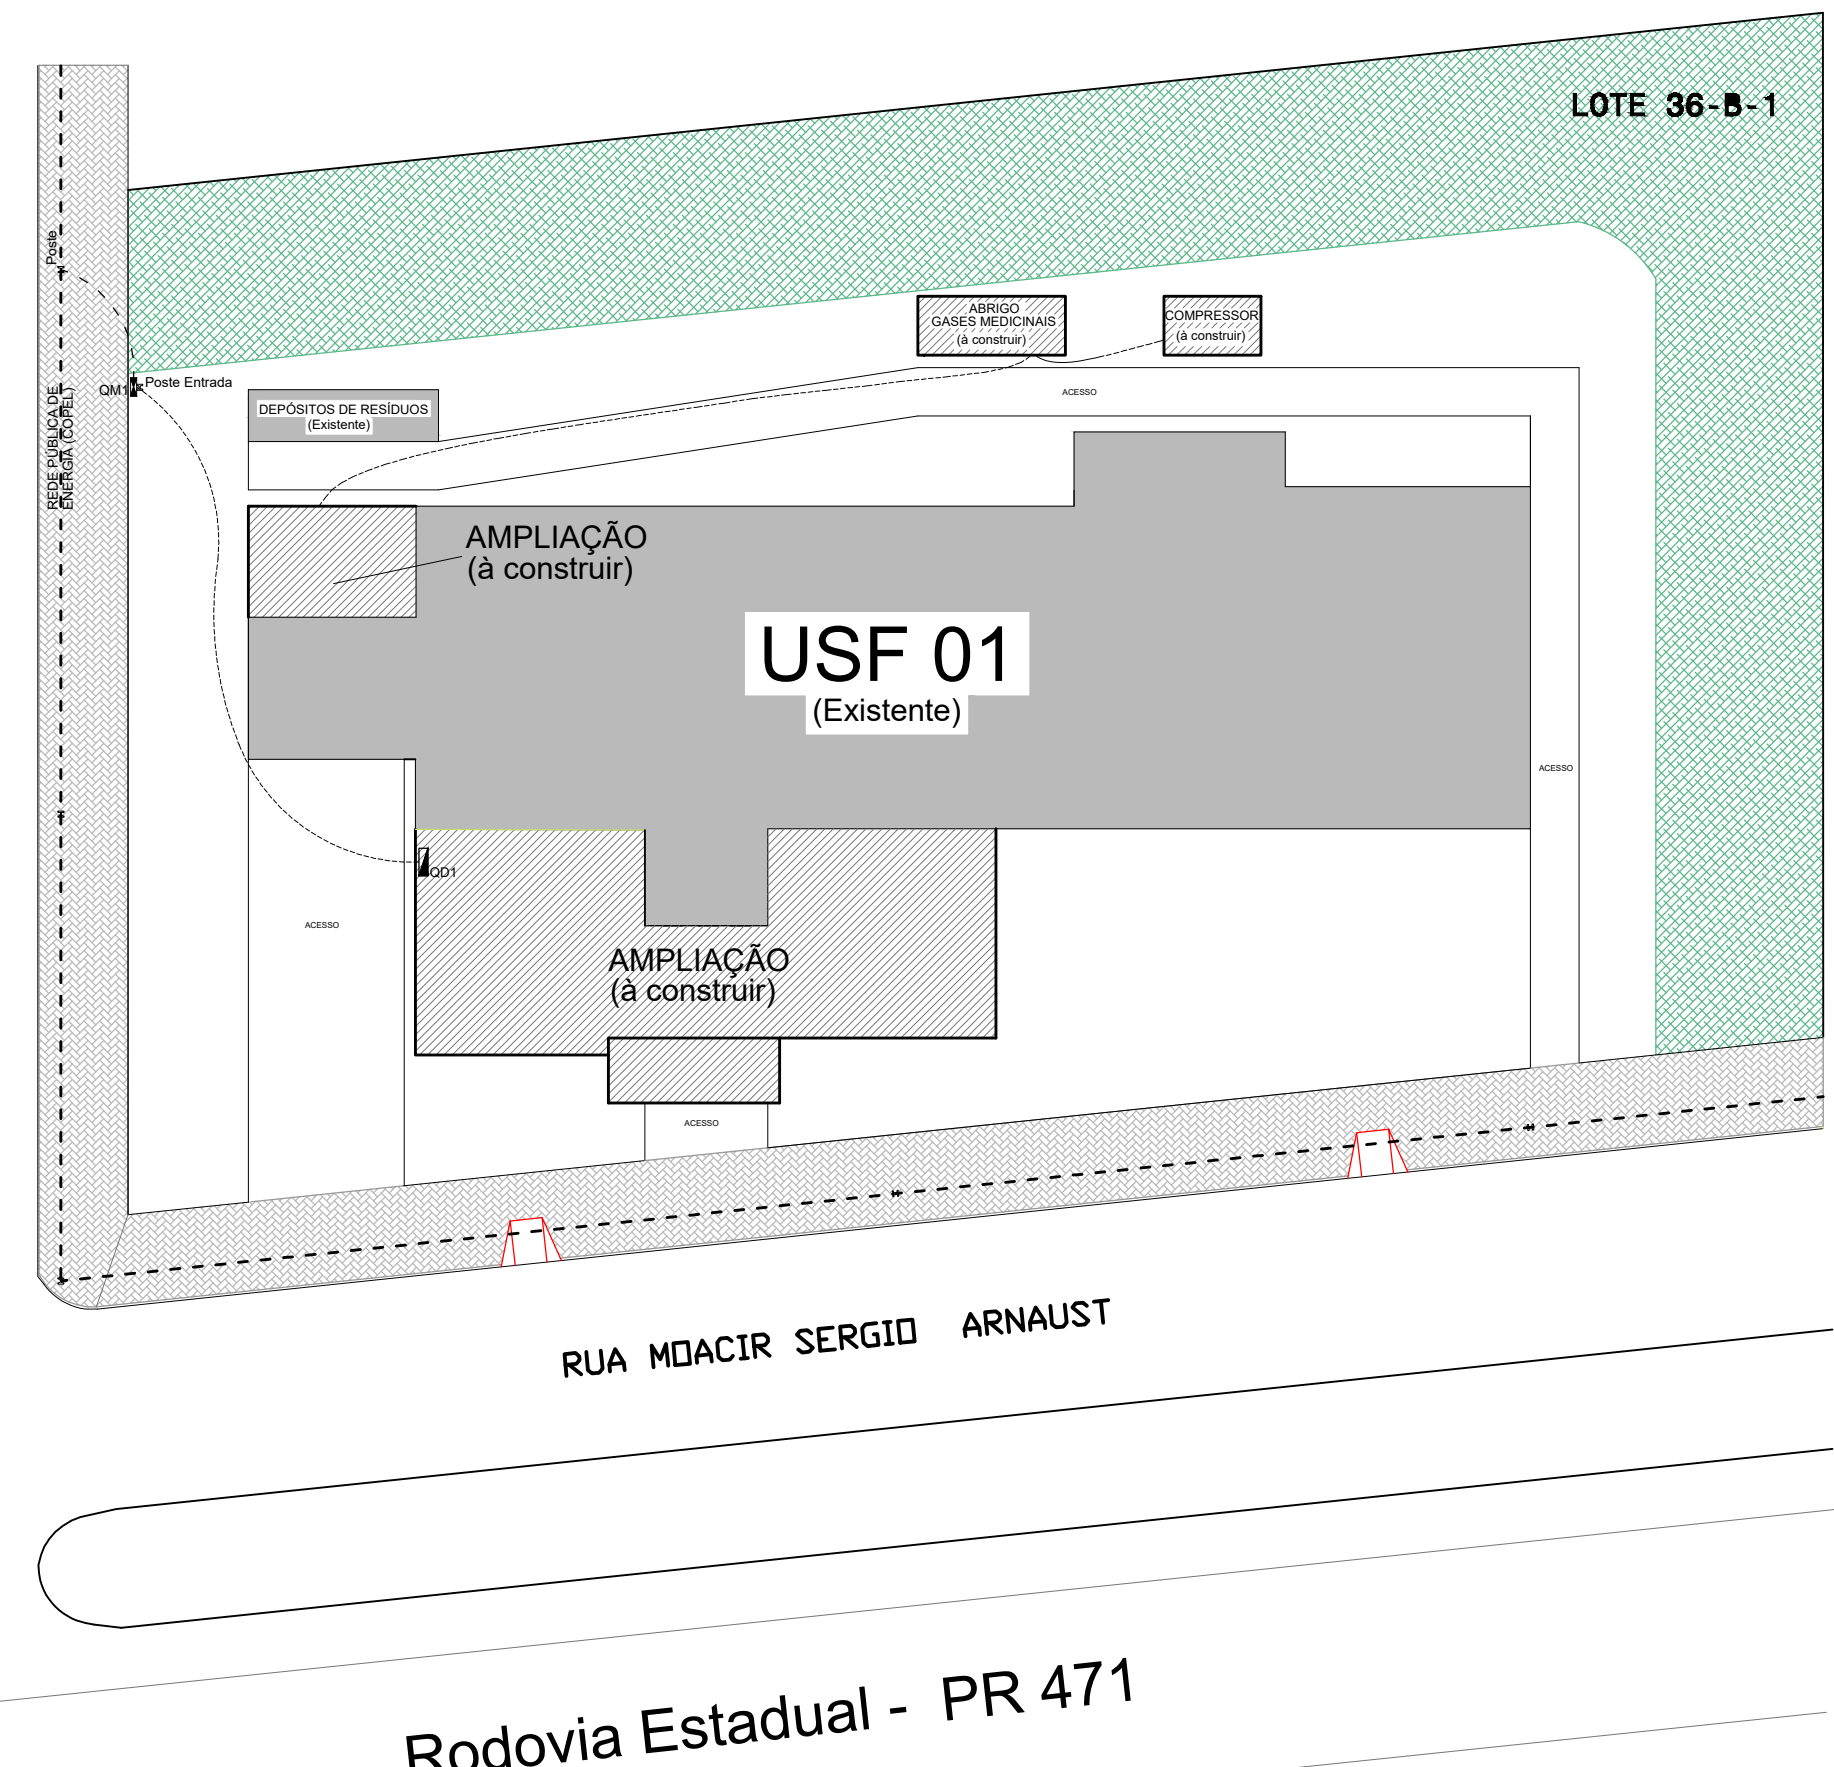 LOTE 36-B-1
Poste
ABRIGO
GASES MEDICINAIS
(à construir)
COMPRESSOR
(à construir)
QM1
Poste Entrada
REDE PÚBLICA DE
ENERGIA (COPEL)
DEPÓSITOS DE RESÍDUOS
(Existente)
ACESSO
AMPLIAÇÃO
(à construir)
USF 01
(Existente)
ACESSO
QD1
ACESSO
AMPLIAÇÃO
(à construir)
ACESSO
RUA MOACIR SERGIO ARNAUST
Rodovia Estadual - PR 471